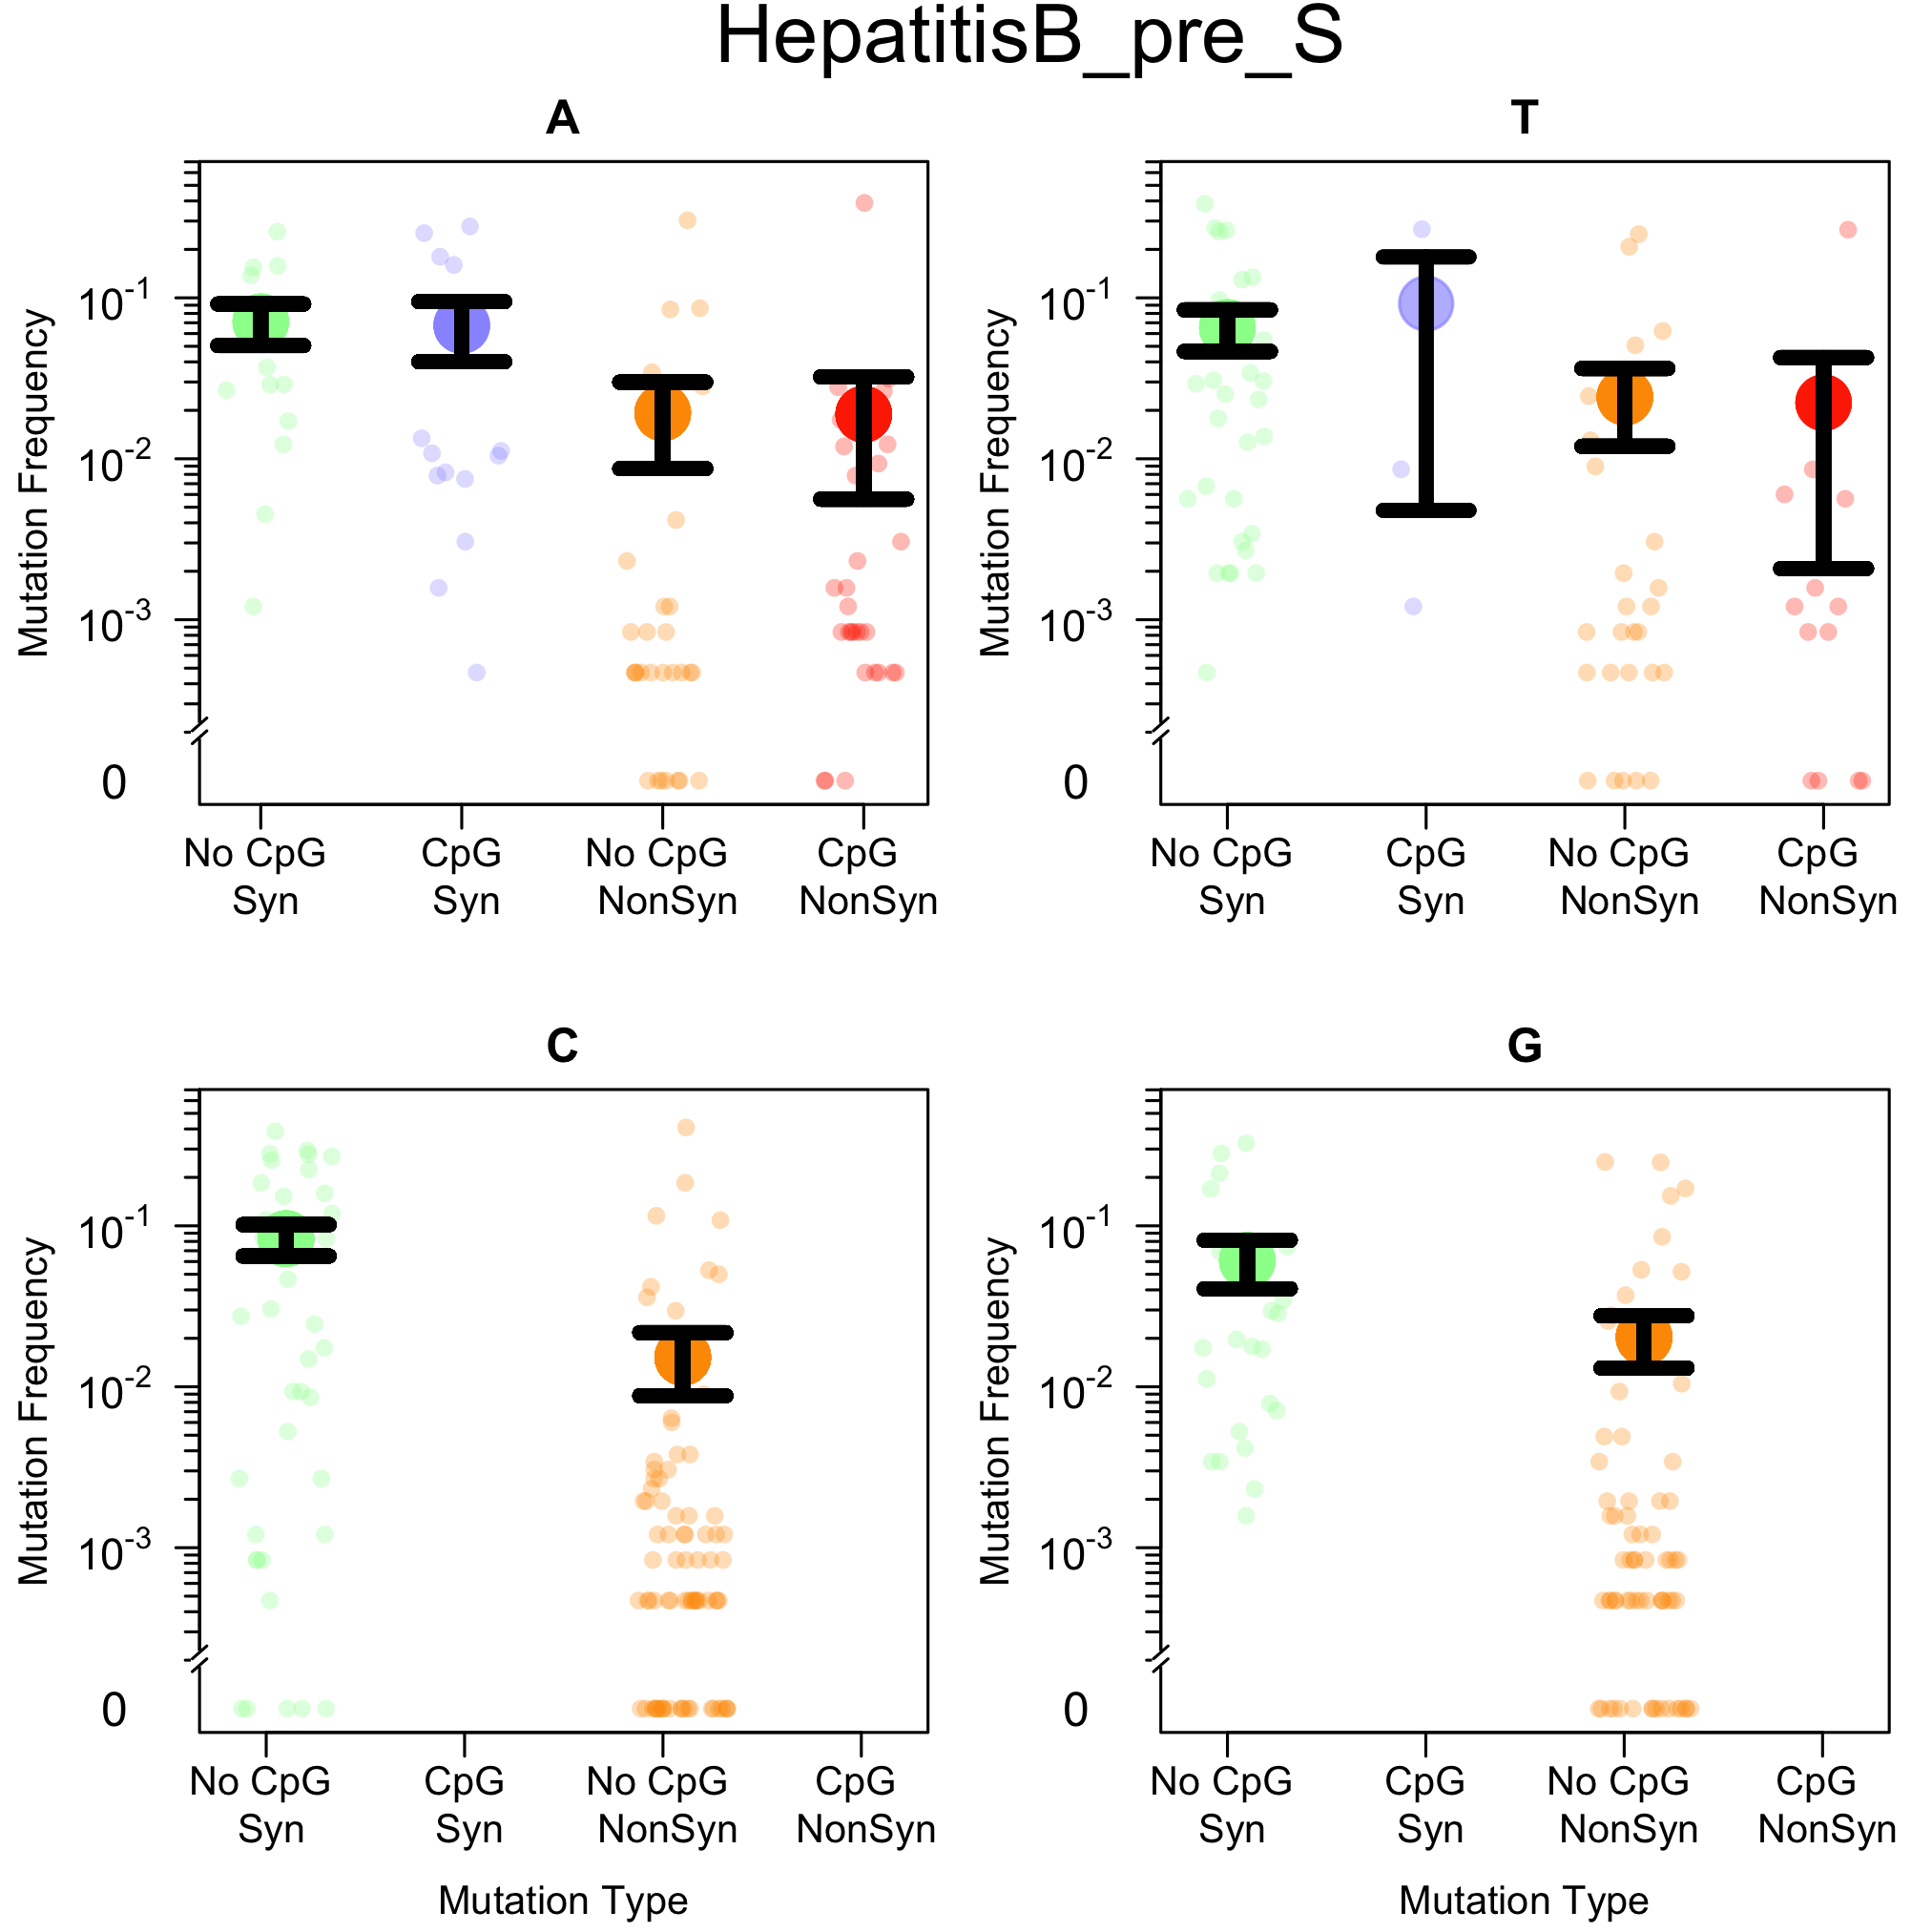 HepatitisB_pre_S
A
Mutation Frequency
10-1
10-2
10-3
0
No CpG CpG No CpG CpG
Syn Syn NonSyn NonSyn
T
Mutation Frequency
10-1
10-2
10-3
0
No CpG CpG No CpG CpG
Syn Syn NonSyn NonSyn
C
Mutation Frequency
10-1
10-2
10-3
0
No CpG CpG No CpG CpG
Syn Syn NonSyn NonSyn
Mutation Type
G
Mutation Frequency
10-1
10-2
10-3
0
No CpG CpG No CpG CpG
Syn Syn NonSyn NonSyn
Mutation Type